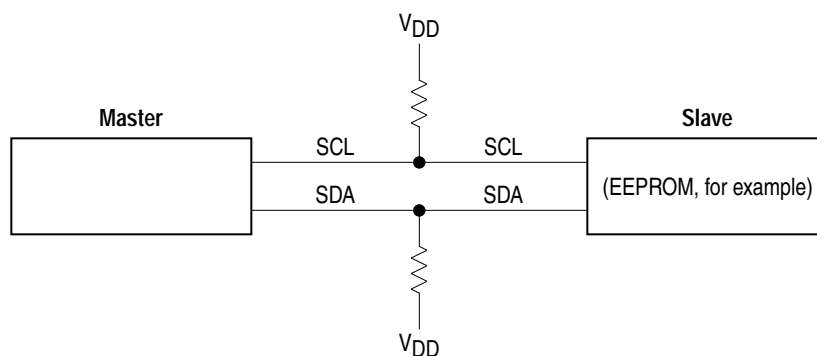 VDD
Master
Slave
SCL
SCL
(EEPROM, for example)
SDA
SDA
VDD